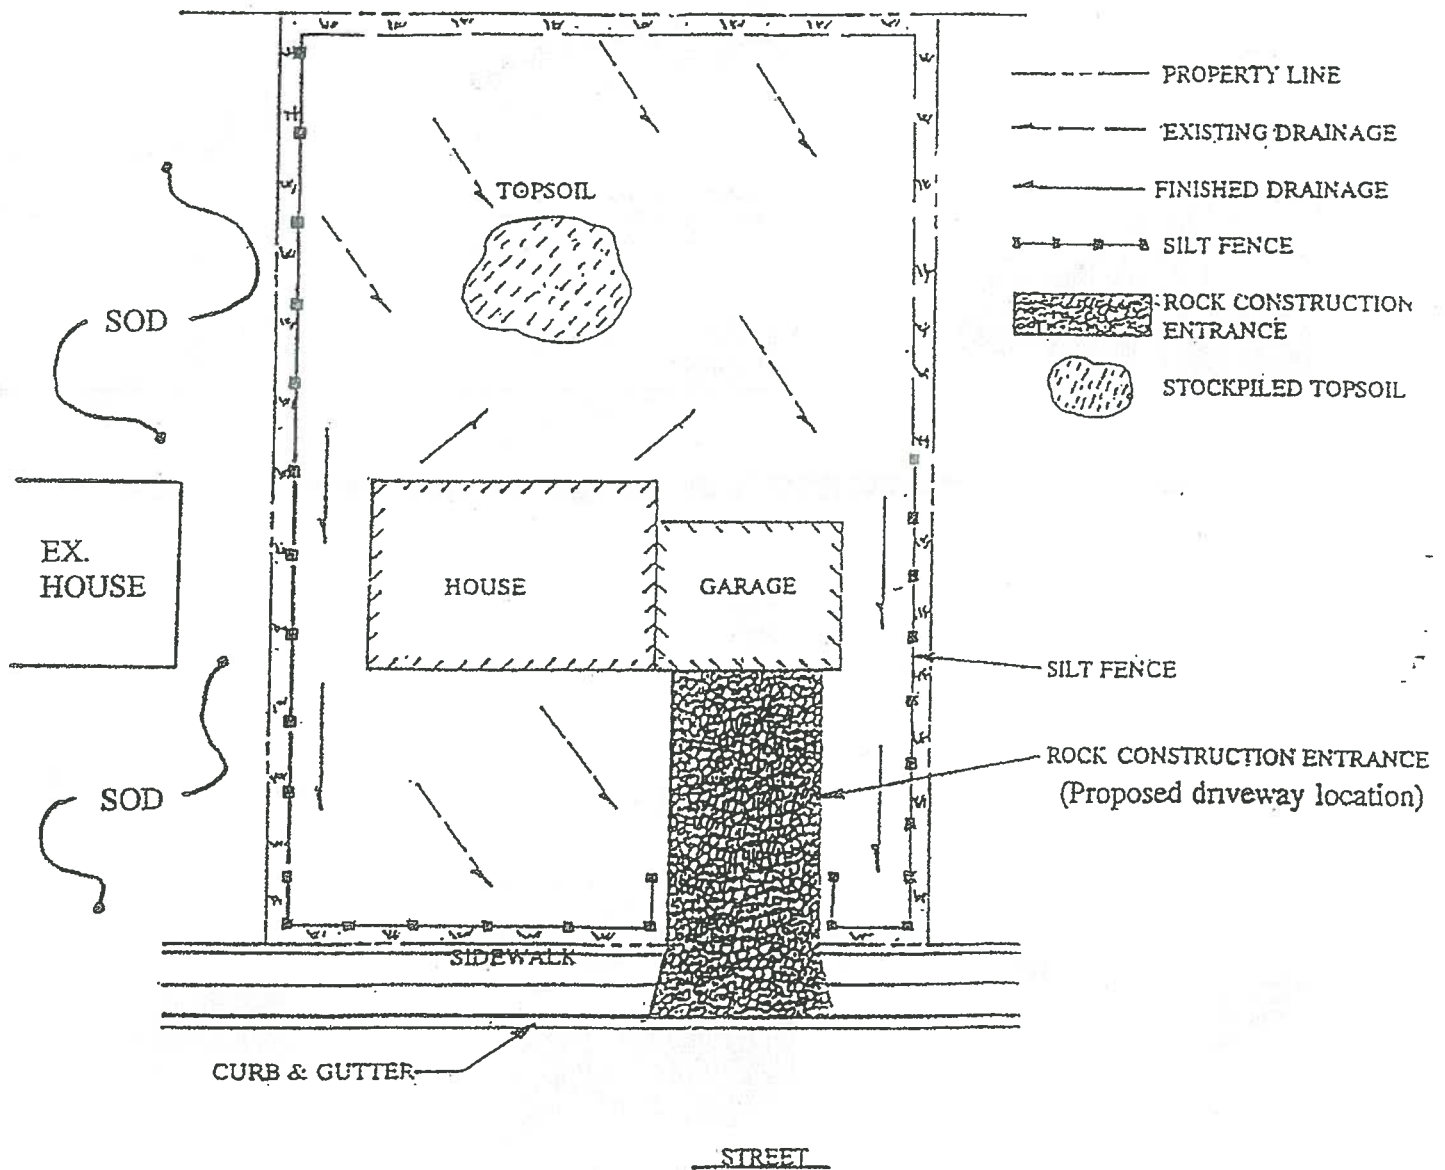 PROPERTY LINE
EXISTING DRAINAGE
FINISHED DRAINAGE
SILT FENCE
ROCK CONSTRUCTION
ENTRANCE
STOCKPILED TOPSOIL
TOPSOIL
SOD
EX.
HOUSE
HOUSE
GARAGE
SILT FENCE
ROCK CONSTRUCTION ENTRANCE
(Proposed driveway location)
SOD
SIDEWALK
CURB & GUTTER
STREET